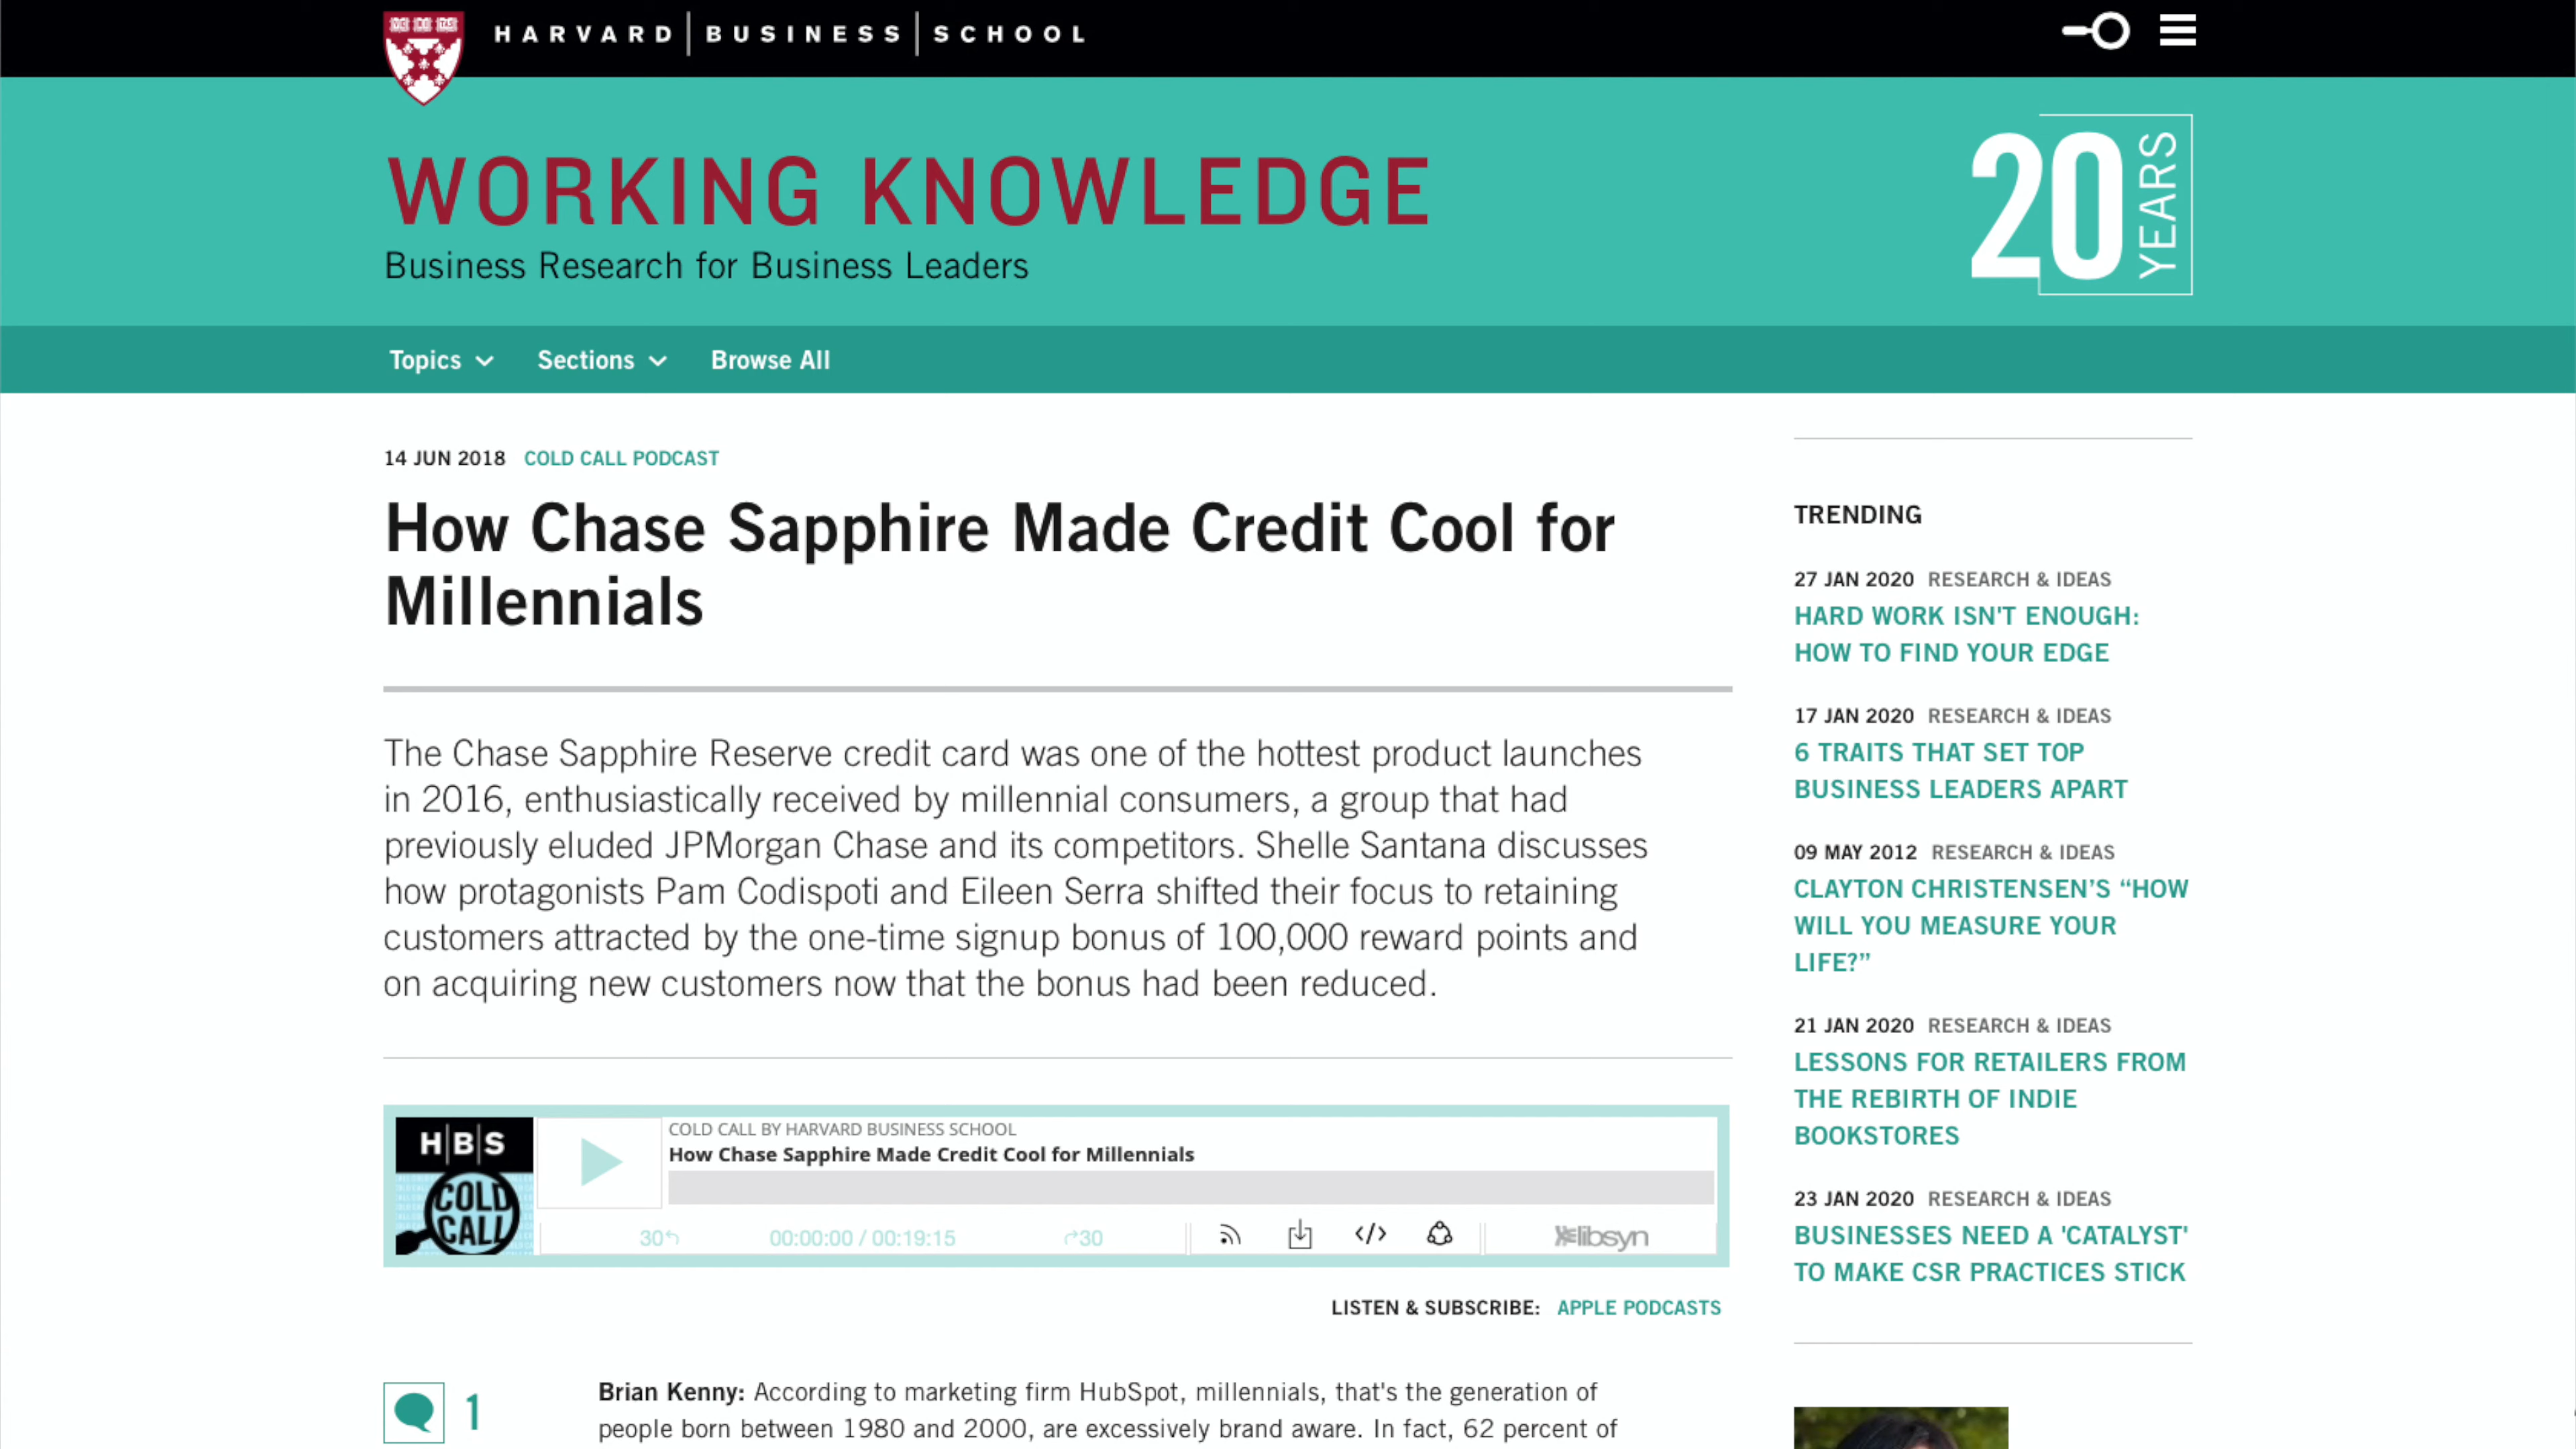 HARVARD | BUSINESS | SCHOOL
WORKING KNOWLEDGE
Business Research for Business Leaders
20 YEARS
Topics Sections Browse All
14 JUN 2018 COLD CALL PODCAST
How Chase Sapphire Made Credit Cool for
Millennials
The Chase Sapphire Reserve credit card was one of the hottest product launches
in 2016, enthusiastically received by millennial consumers, a group that had
previously eluded JPMorgan Chase and its competitors. Shelle Santana discusses
how protagonists Pam Codispoti and Eileen Serra shifted their focus to retaining
customers attracted by the one-time signup bonus of 100,000 reward points and
on acquiring new customers now that the bonus had been reduced.
H|B|S
COLD
CALL
COLD CALL BY HARVARD BUSINESS SCHOOL
How Chase Sapphire Made Credit Cool for Millennials
30 00:00:00 / 00:19:15 30 </> libsyn
LISTEN & SUBSCRIBE: APPLE PODCASTS
1
Brian Kenny: According to marketing firm HubSpot, millennials, that's the generation of
people born between 1980 and 2000, are excessively brand aware. In fact, 62 percent of
TRENDING
27 JAN 2020 RESEARCH & IDEAS
HARD WORK ISN'T ENOUGH:
HOW TO FIND YOUR EDGE
17 JAN 2020 RESEARCH & IDEAS
6 TRAITS THAT SET TOP
BUSINESS LEADERS APART
09 MAY 2012 RESEARCH & IDEAS
CLAYTON CHRISTENSEN’S “HOW
WILL YOU MEASURE YOUR
LIFE?”
21 JAN 2020 RESEARCH & IDEAS
LESSONS FOR RETAILERS FROM
THE REBIRTH OF INDIE
BOOKSTORES
23 JAN 2020 RESEARCH & IDEAS
BUSINESSES NEED A 'CATALYST'
TO MAKE CSR PRACTICES STICK